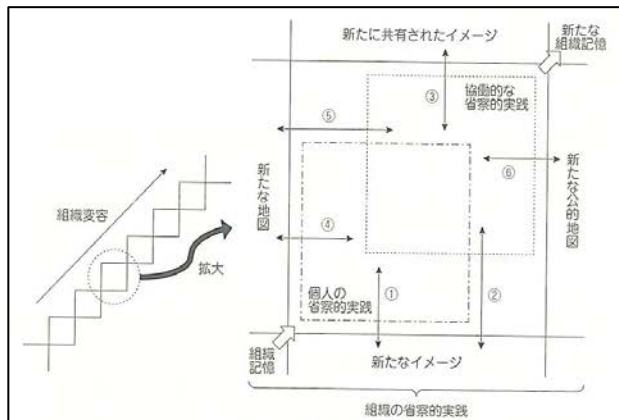 組織変容
拡大
新たに共有されたイメージ
新たな
組織記憶
協働的な
省察的実践
③
⑤
⑥
新たな地図
新たな公的地図
④
個人の
省察的実践
①
②
組織
記憶
新たなイメージ
組織の省察的実践